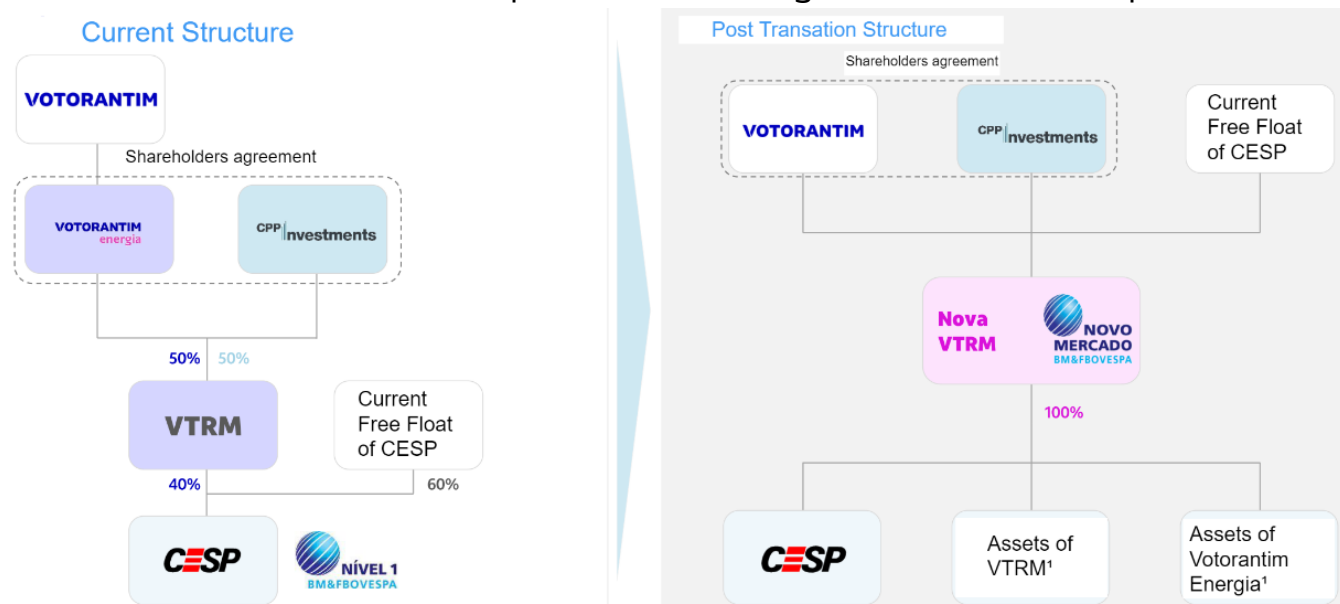 Current Structure
VOTORANTIM
Shareholders agreement
VOTORANTIM
energia
CPP Investments
50% 50%
VTRM
Current
Free Float
of CESP
40%
60%
CESP
NÍVEL 1
BM&FBOVESPA
Post Transation Structure
Shareholders agreement
VOTORANTIM
CPP Investments
Current
Free Float
of CESP
Nova
VTRM
NOVO
MERCADO
BM&FBOVESPA
100%
CESP
Assets of
VTRM¹
Assets of
Votorantim
Energia¹